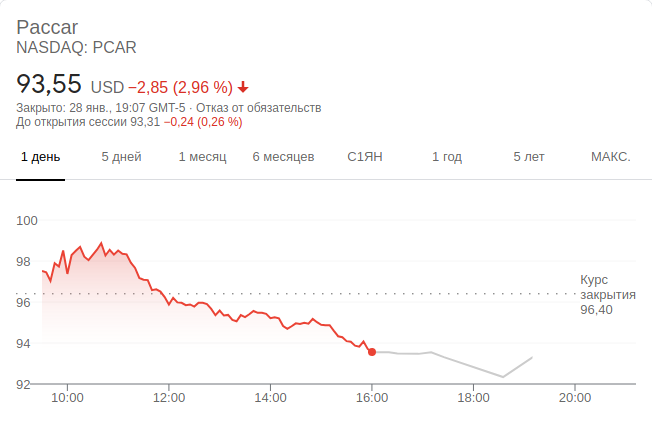 Paccar
NASDAQ: PCAR
93,55 USD −2,85 (2,96 %)
Закрыто: 28 янв., 19:07 GMT-5 · Отказ от обязательств
До открытия сессии 93,31 −0,24 (0,26 %)
1 день 5 дней 1 месяц 6 месяцев С1ЯН 1 год 5 лет МАКС.
100
98
96
94
92
Курс
закрытия
96,40
10:00 12:00 14:00 16:00 18:00 20:00